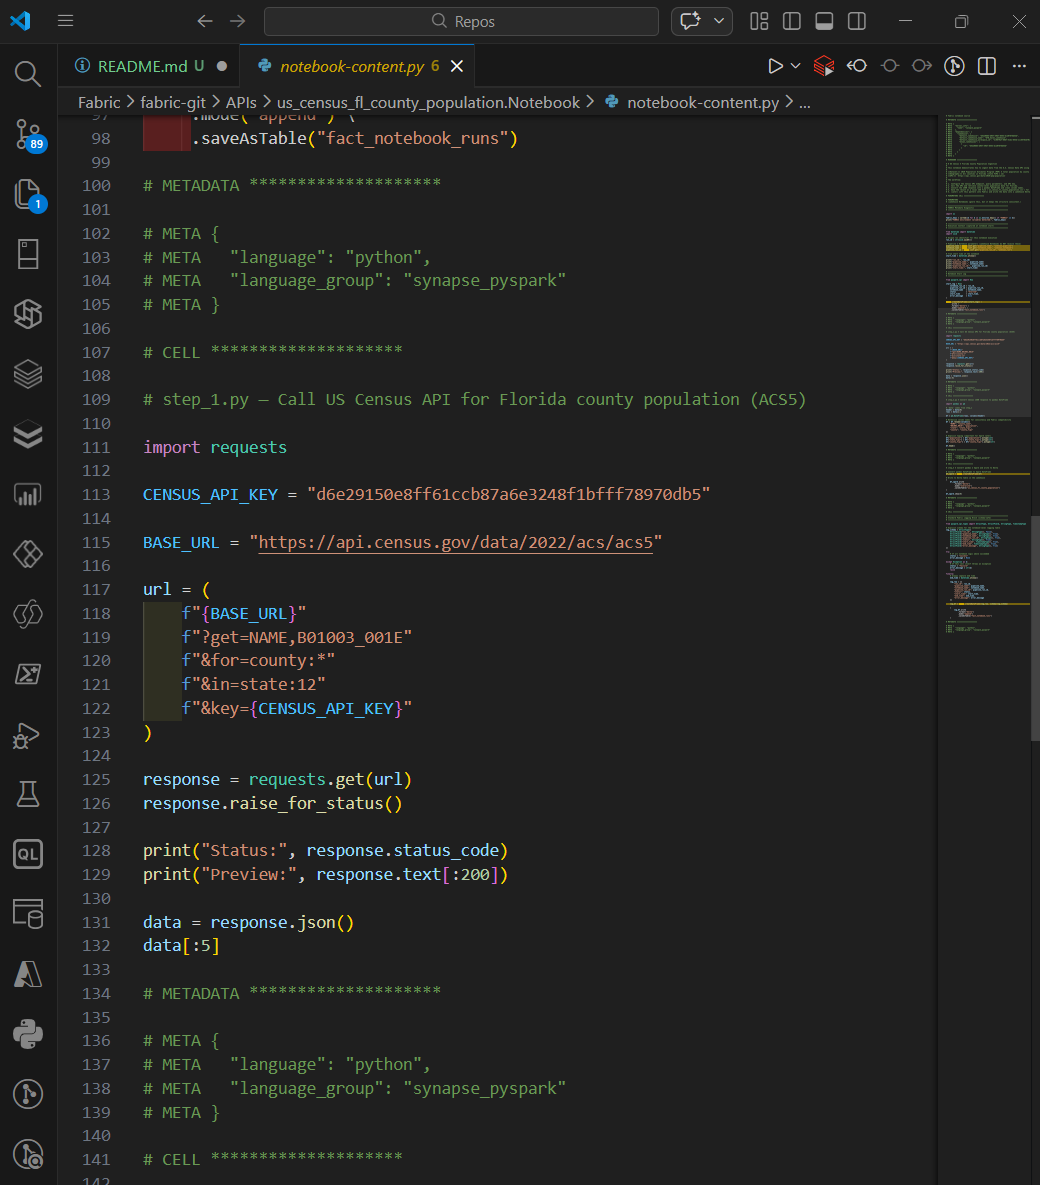 Repos
README.md U
notebook-content.py 6
Fabric > fabric-git > APIs > us_census_fl_county_population.Notebook > notebook-content.py > ...
89
1
QL
97 .mode("append") \
98 .saveAsTable("fact_notebook_runs")
99
100 # METADATA ********************
101
102 # META {
103 # META   "language": "python",
104 # META   "language_group": "synapse_pyspark"
105 # META }
106
107 # CELL ********************
108
109 # step_1.py — Call US Census API for Florida county population (ACS5)
110
111 import requests
112
113 CENSUS_API_KEY = "d6e29150e8ff61ccb87a6e3248f1bfff78970db5"
114
115 BASE_URL = "https://api.census.gov/data/2022/acs/acs5"
116
117 url = (
118     f"{BASE_URL}"
119     f"?get=NAME,B01003_001E"
120     f"&for=county:*"
121     f"&in=state:12"
122     f"&key={CENSUS_API_KEY}"
123 )
124
125 response = requests.get(url)
126 response.raise_for_status()
127
128 print("Status:", response.status_code)
129 print("Preview:", response.text[:200])
130
131 data = response.json()
132 data[:5]
133
134 # METADATA ********************
135
136 # META {
137 # META   "language": "python",
138 # META   "language_group": "synapse_pyspark"
139 # META }
140
141 # CELL ********************
142